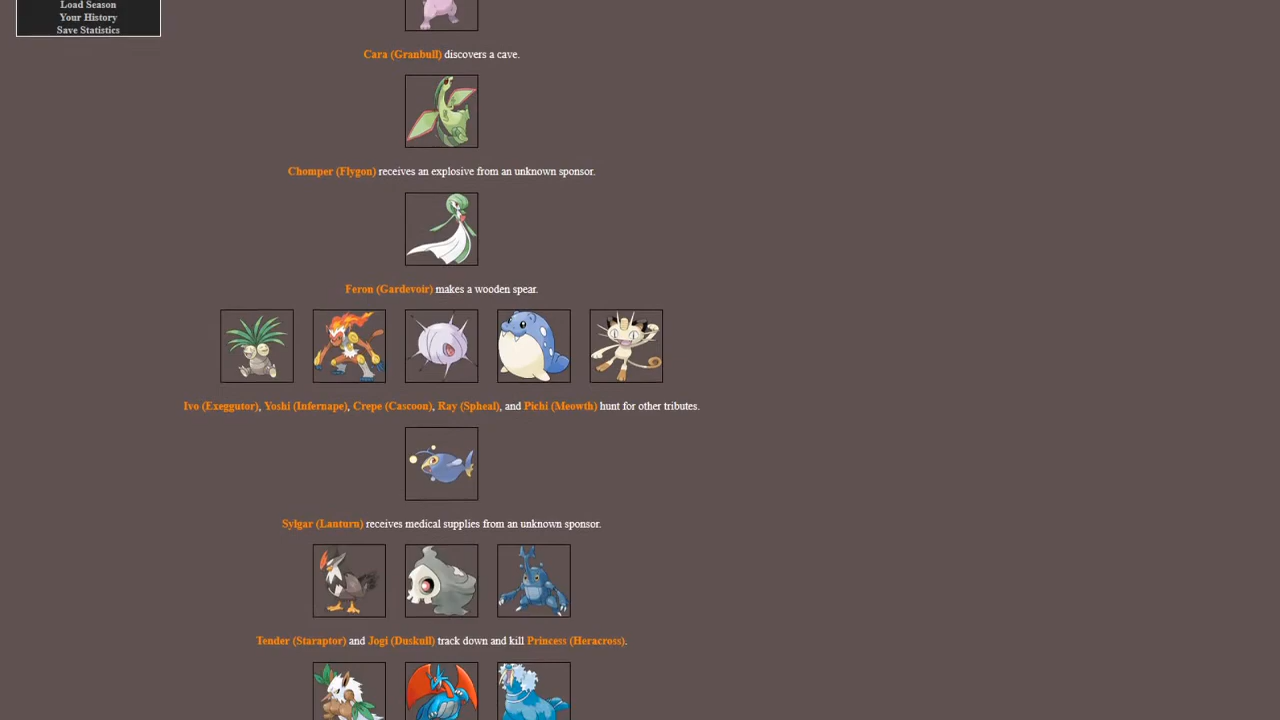 Load Season
Your History
Save Statistics
Cara (Granbull) discovers a cave.
Chomper (Flygon) receives an explosive from an unknown sponsor.
Feron (Gardevoir) makes a wooden spear.
Ivo (Exeggutor), Yoshi (Infernape), Crepe (Cascoon), Ray (Spheal), and Pichi (Meowth) hunt for other tributes.
Sylgar (Lanturn) receives medical supplies from an unknown sponsor.
Tender (Staraptor) and Jogi (Duskull) track down and kill Princess (Heracross).